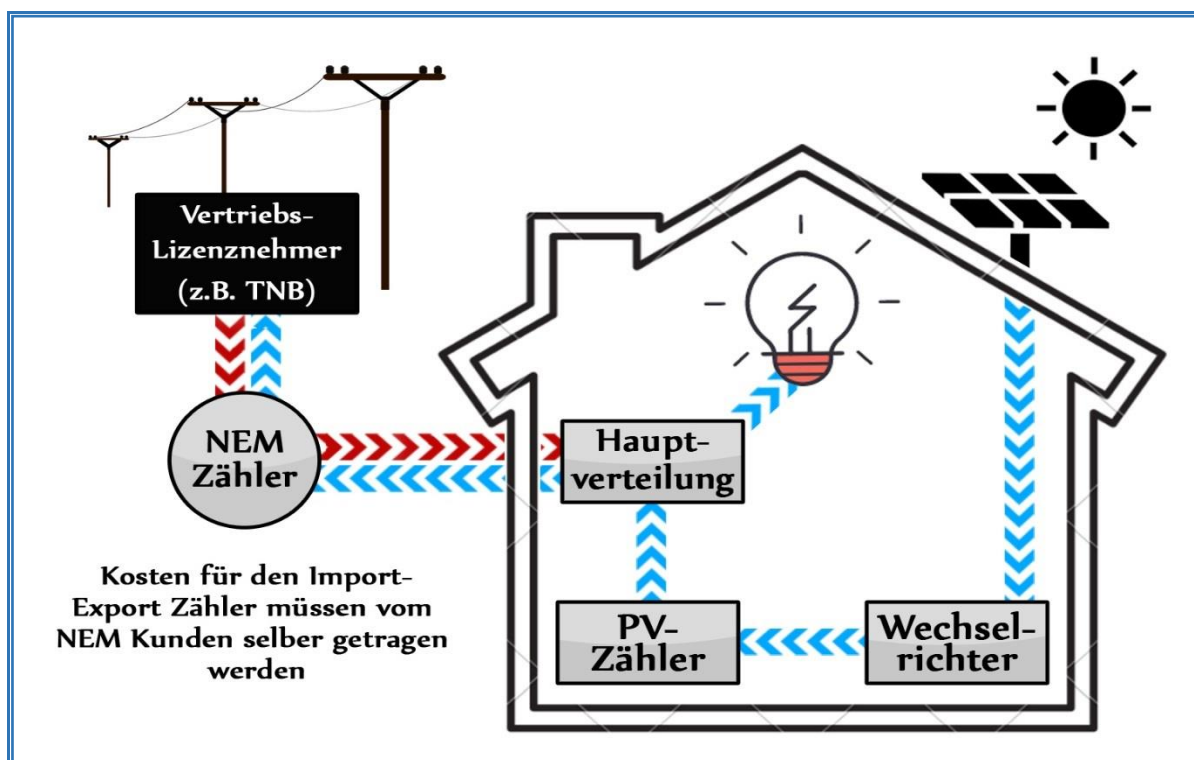 Vertriebs-
Lizenznehmer
(z.B. TNB)
NEM
Zähler
Haupt-
verteilung
Kosten für den Import-
Export Zähler müssen vom
NEM Kunden selber getragen
werden
PV-
Zähler
Wechsel-
richter